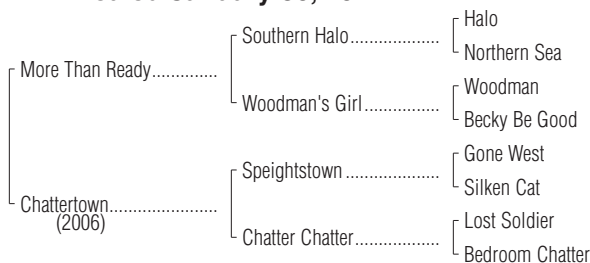 Southern Halo
Halo
Northern Sea
More Than Ready
Woodman's Girl
Woodman
Becky Be Good
Speightstown
Gone West
Silken Cat
Chattertown
(2006)
Chatter Chatter
Lost Soldier
Bedroom Chatter